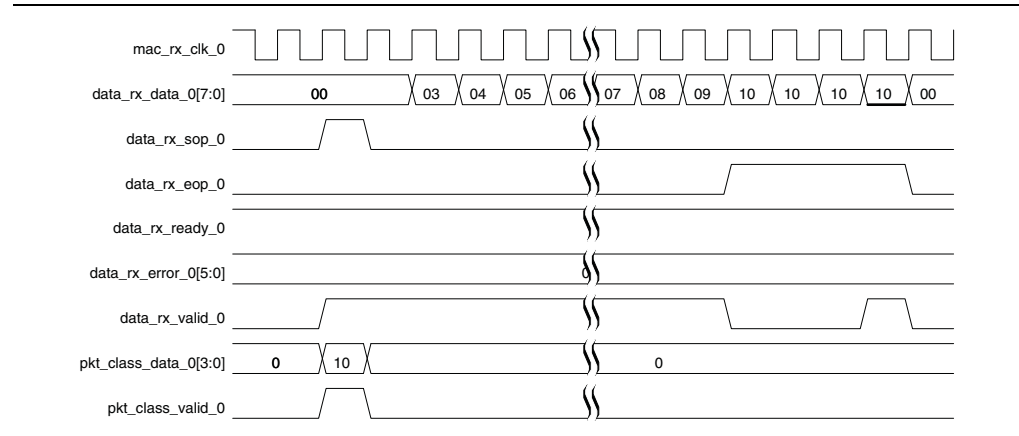 mac_rx_clk_0
data_rx_data_0[7:0] 00 03 04 05 06 07 08 09 10 10 10 10 00
data_rx_sop_0
data_rx_eop_0
data_rx_ready_0
data_rx_error_0[5:0] 0
data_rx_valid_0
pkt_class_data_0[3:0] 0 10 0
pkt_class_valid_0